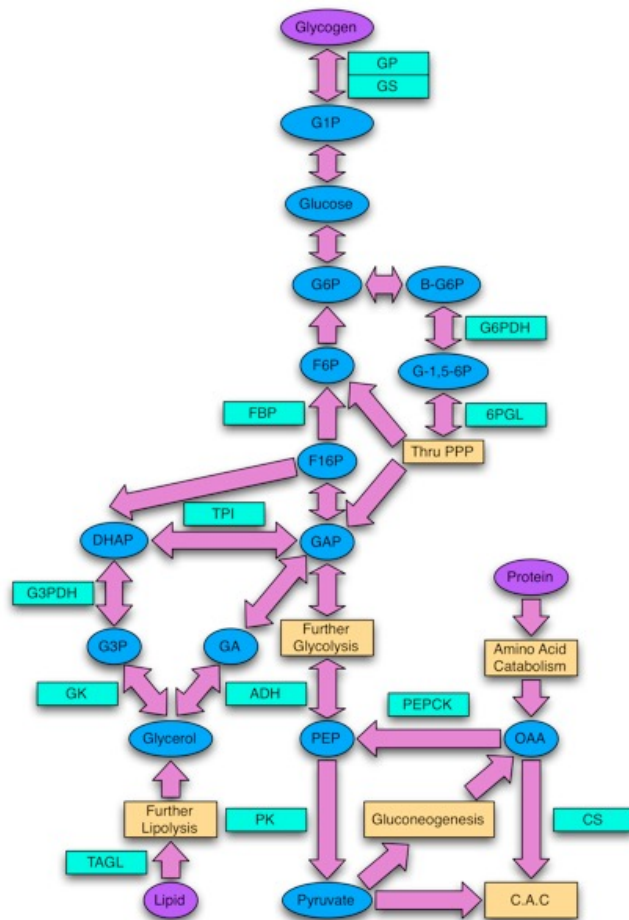 Glycogen
GP
GS
G1P
Glucose
G6P
B-G6P
G6PDH
F6P
G-1,5-6P
FBP
6PGL
Thru PPP
F16P
TPI
DHAP
GAP
Protein
G3PDH
G3P
GA
Further
Glycolysis
Amino Acid
Catabolism
GK
ADH
PEPCK
Glycerol
PEP
OAA
Further
Lipolysis
PK
Gluconeogenesis
CS
TAGL
Lipid
Pyruvate
C.A.C